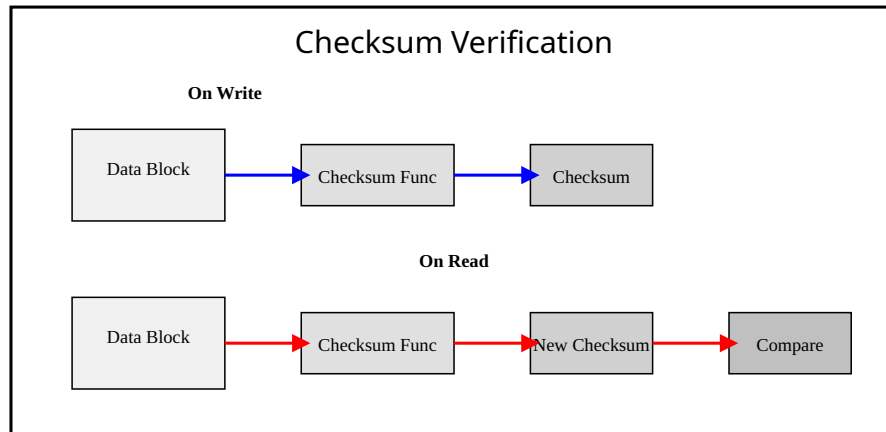 Checksum Verification
On Write
Data Block
Checksum Func
Checksum
On Read
Data Block
Checksum Func
New Checksum
Compare